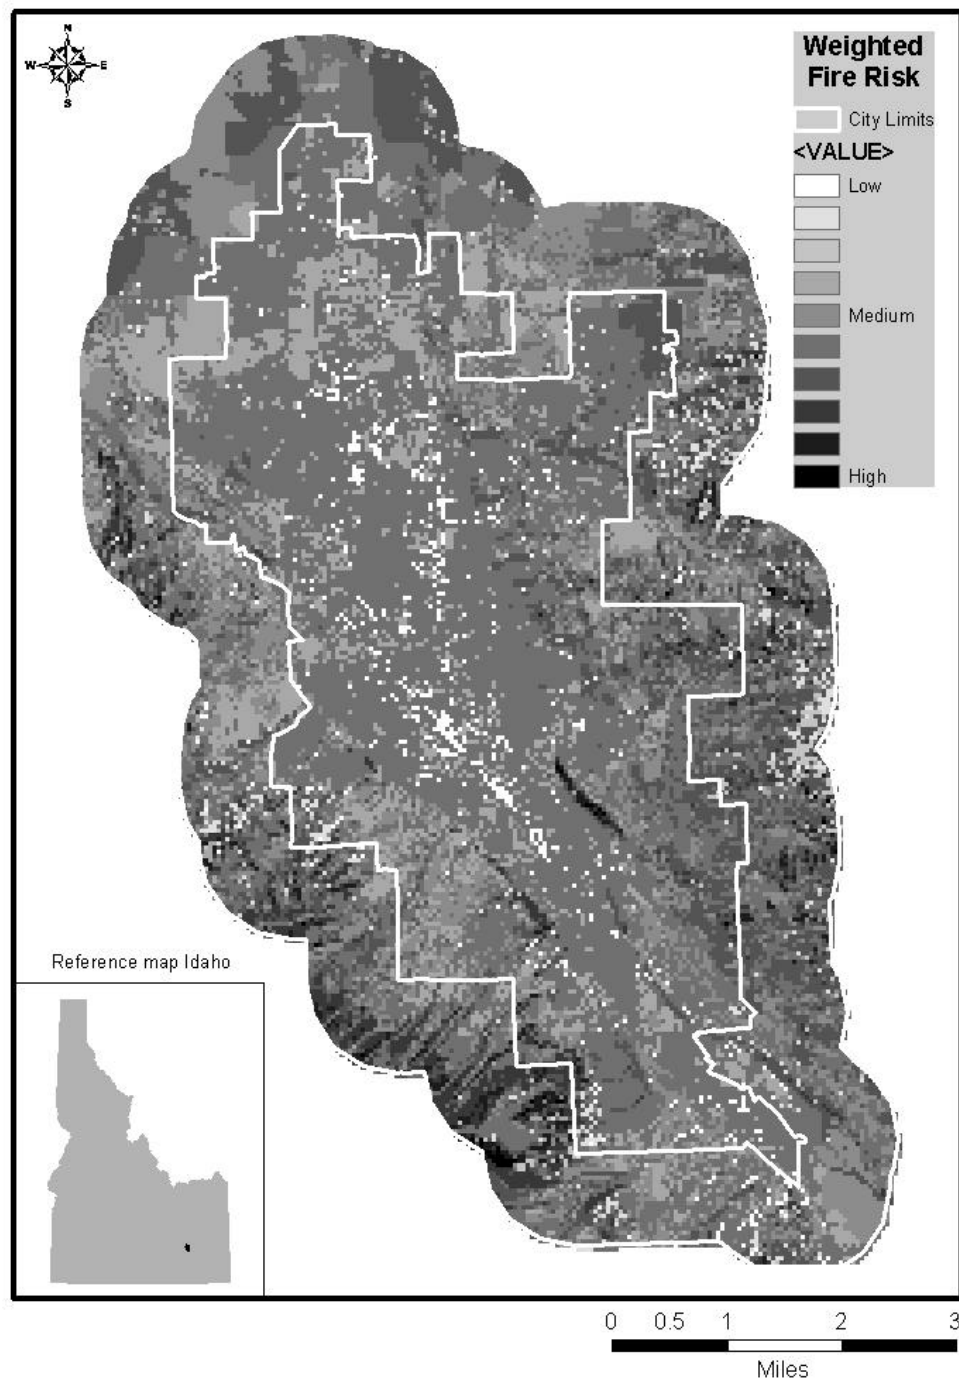 N
W E
S
Weighted
Fire Risk
City Limits
<VALUE>
Low
Medium
High
Reference map Idaho
0 0.5 1 2 3
Miles